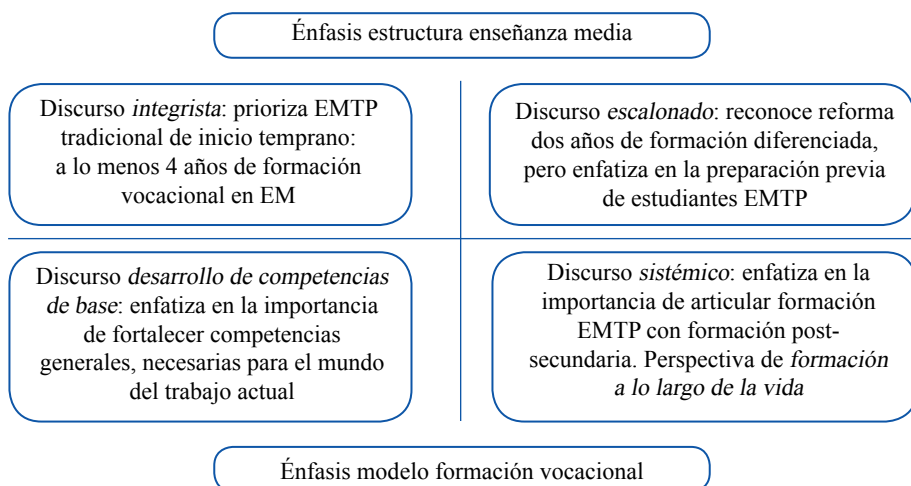 Énfasis estructura enseñanza media
Discurso integrista: prioriza EMTP
tradicional de inicio temprano:
a lo menos 4 años de formación
vocacional en EM
Discurso escalonado: reconoce reforma
dos años de formación diferenciada,
pero enfatiza en la preparación previa
de estudiantes EMTP
Discurso desarrollo de competencias
de base: enfatiza en la importancia
de fortalecer competencias
generales, necesarias para el mundo
del trabajo actual
Discurso sistémico: enfatiza en la
importancia de articular formación
EMTP con formación post-
secundaria. Perspectiva de formación
a lo largo de la vida
Énfasis modelo formación vocacional